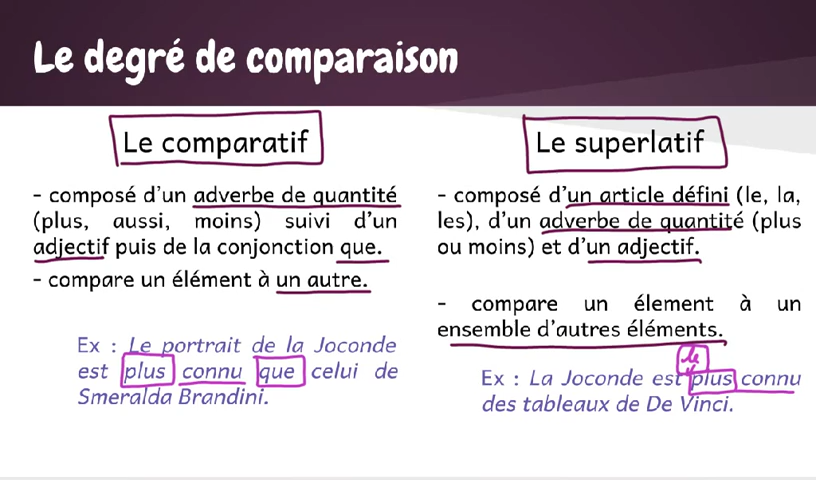 Le degré de comparaison
Le comparatif
- composé d'un adverbe de quantité
(plus, aussi, moins) suivi d'un
adjectif puis de la conjonction que.
- compare un élément à un autre.
Ex : Le portrait de la Joconde
est plus connu que celui de
Smeralda Brandini.
Le superlatif
- composé d'un article défini (le, la,
les), d'un adverbe de quantité (plus
ou moins) et d'un adjectif.
- compare un élement à un
ensemble d'autres éléments.
le
Ex : La Joconde est plus connu
des tableaux de De Vinci.